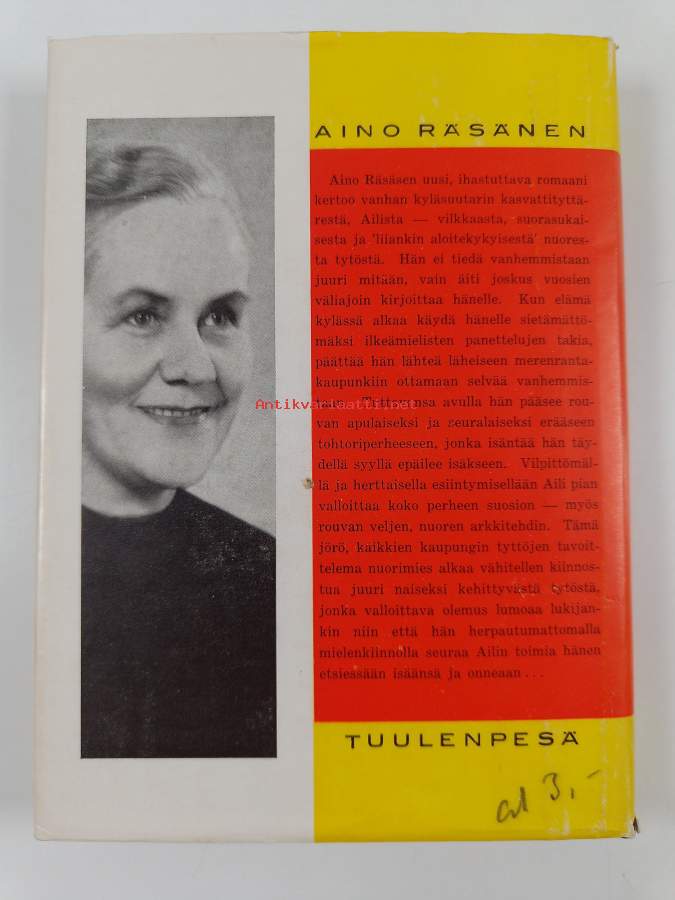 AINO RÄSÄNEN
Aino Räsäsen uusi, ihastuttava romaani
kertoo vanhan kyläsuutarin kasvattityttä-
restä, Ailista — vilkkaasta, suorasukai-
sesta ja 'liiankin aloitekykyisestä' nuores-
ta tytöstä. Hän ei tiedä vanhemmistaan
juuri mitään, vain äiti joskus vuosien
väliajoin kirjoittaa hänelle. Kun elämä
kylässä alkaa käydä hänelle sietämättö-
mäksi ilkeämielisten panettelujen takia,
päättää hän lähteä läheiseen merenranta-
kaupunkiin ottamaan selvää vanhemmis-
taan. Tarmonsa avulla hän pääsee rou-
van apulaiseksi ja seuralaiseksi erääseen
tohtoriperheeseen, jonka isäntää hän täy-
dellä syyllä epäilee isäkseen. Vilpittömäl-
lä ja herttaisella esiintymisellään Aili pian
valloittaa koko perheen suosion — myös
rouvan veljen, nuoren arkkitehdin. Tämä
jörö, kaikkien kaupungin tyttöjen tavoit-
telema nuorimies alkaa vähitellen kiinnos-
tua juuri naiseksi kehittyvästä tytöstä,
jonka valloittava olemus lumoaa lukijan-
kin niin että hän herpautumattomalla
mielenkiinnolla seuraa Ailin toimia hänen
etsiessään isäänsä ja onneaan...
Antikvariaatti.net
TUULENPESÄ
3,-